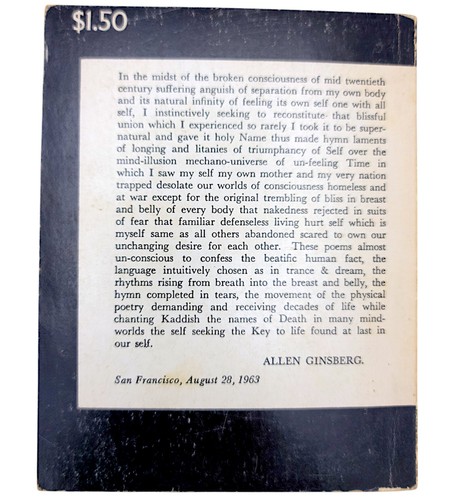 $1.50
In the midst of the broken consciousness of mid twentieth
century suffering anguish of separation from my own body
and its natural infinity of feeling its own self one with all
self, I instinctively seeking to reconstitute that blissful
union which I experienced so rarely I took it to be super-
natural and gave it holy Name thus made hymn laments
of longing and litanies of triumphancy of Self over the
mind-illusion mechano-universe of un-feeling Time in
which I saw my self my own mother and my very nation
trapped desolate our worlds of consciousness homeless and
at war except for the original trembling of bliss in breast
and belly of every body that nakedness rejected in suits
of fear that familiar defenseless living hurt self which is
myself same as all others abandoned scared to own our
unchanging desire for each other. These poems almost
un-conscious to confess the beatific human fact, the
language intuitively chosen as in trance & dream, the
rhythms rising from breath into the breast and belly, the
hymn completed in tears, the movement of the physical
poetry demanding and receiving decades of life while
chanting Kaddish the names of Death in many mind-
worlds the self seeking the Key to life found at last in
our self.
ALLEN GINSBERG.
San Francisco, August 28, 1963